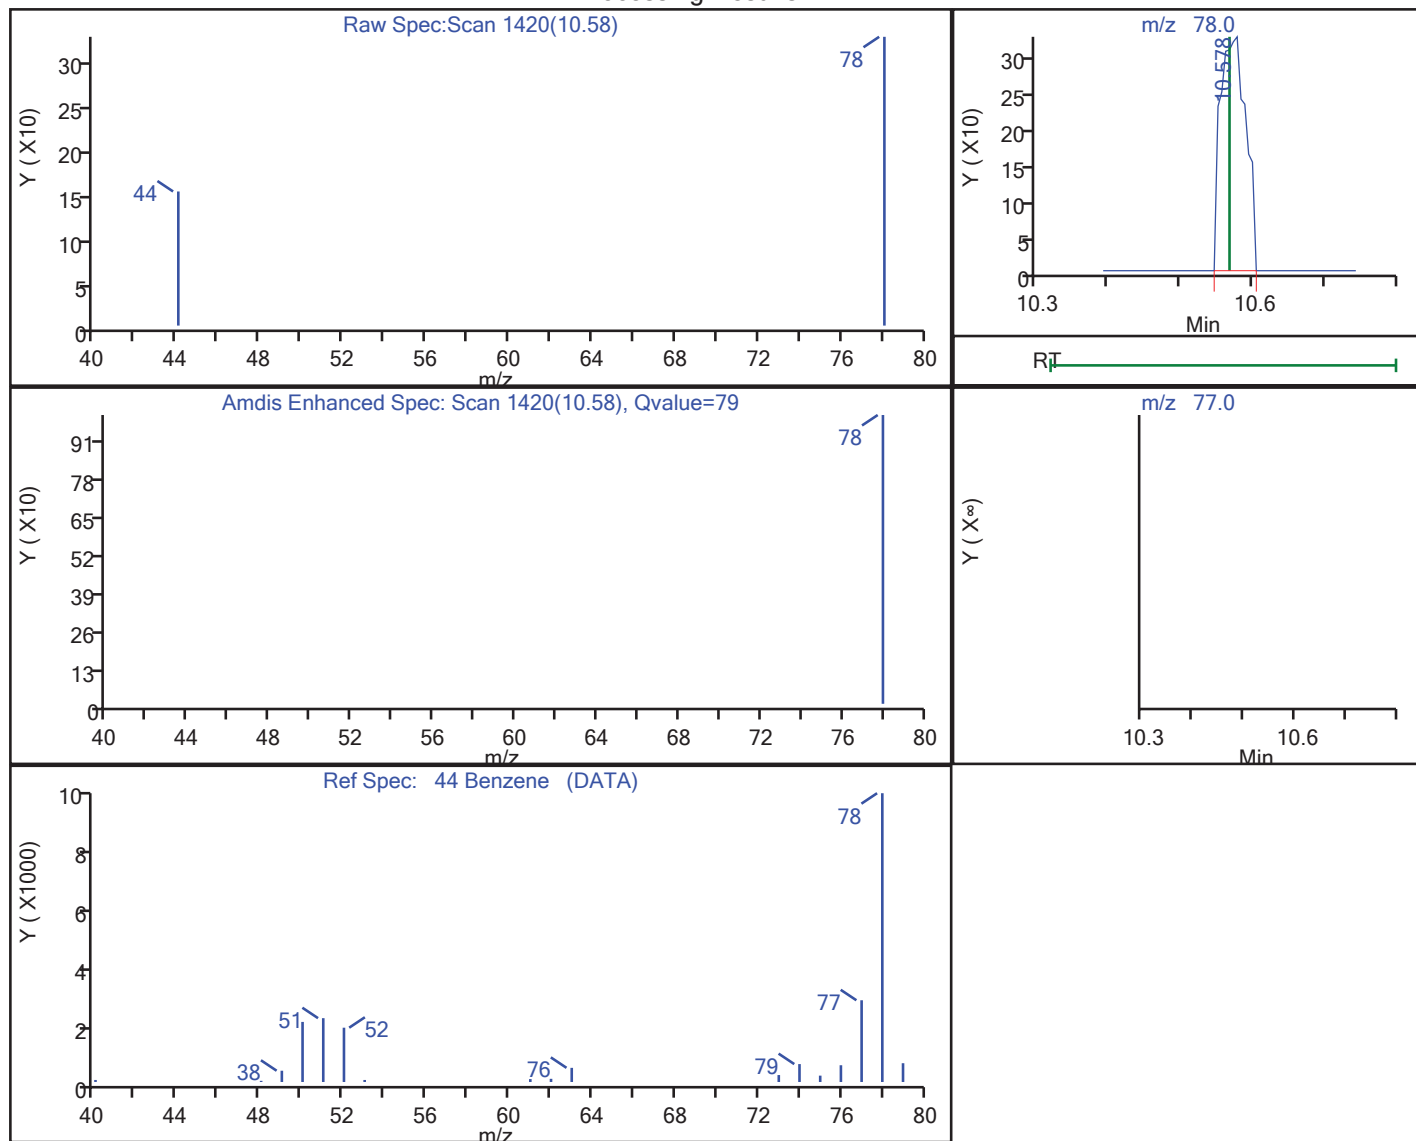 Raw Spec:Scan 1420(10.58)
Y ( X10)
30
25
20
15
10
5
0
44
78
40 44 48 52 56 60 64 68 72 76 80
m/z
m/z 78.0
Y ( X10)
30
25
20
15
10
5
0
10.578
10.3 10.6
Min
RT
Amdis Enhanced Spec: Scan 1420(10.58), Qvalue=79
Y ( X10)
91
78
65
52
39
26
13
0
78
40 44 48 52 56 60 64 68 72 76 80
m/z
m/z 77.0
Y ( X∞)
10.3 10.6
Min
Ref Spec: 44 Benzene (DATA)
Y ( X1000)
10
8
6
4
2
0
38
51
52
76
79
77
78
40 44 48 52 56 60 64 68 72 76 80
m/z